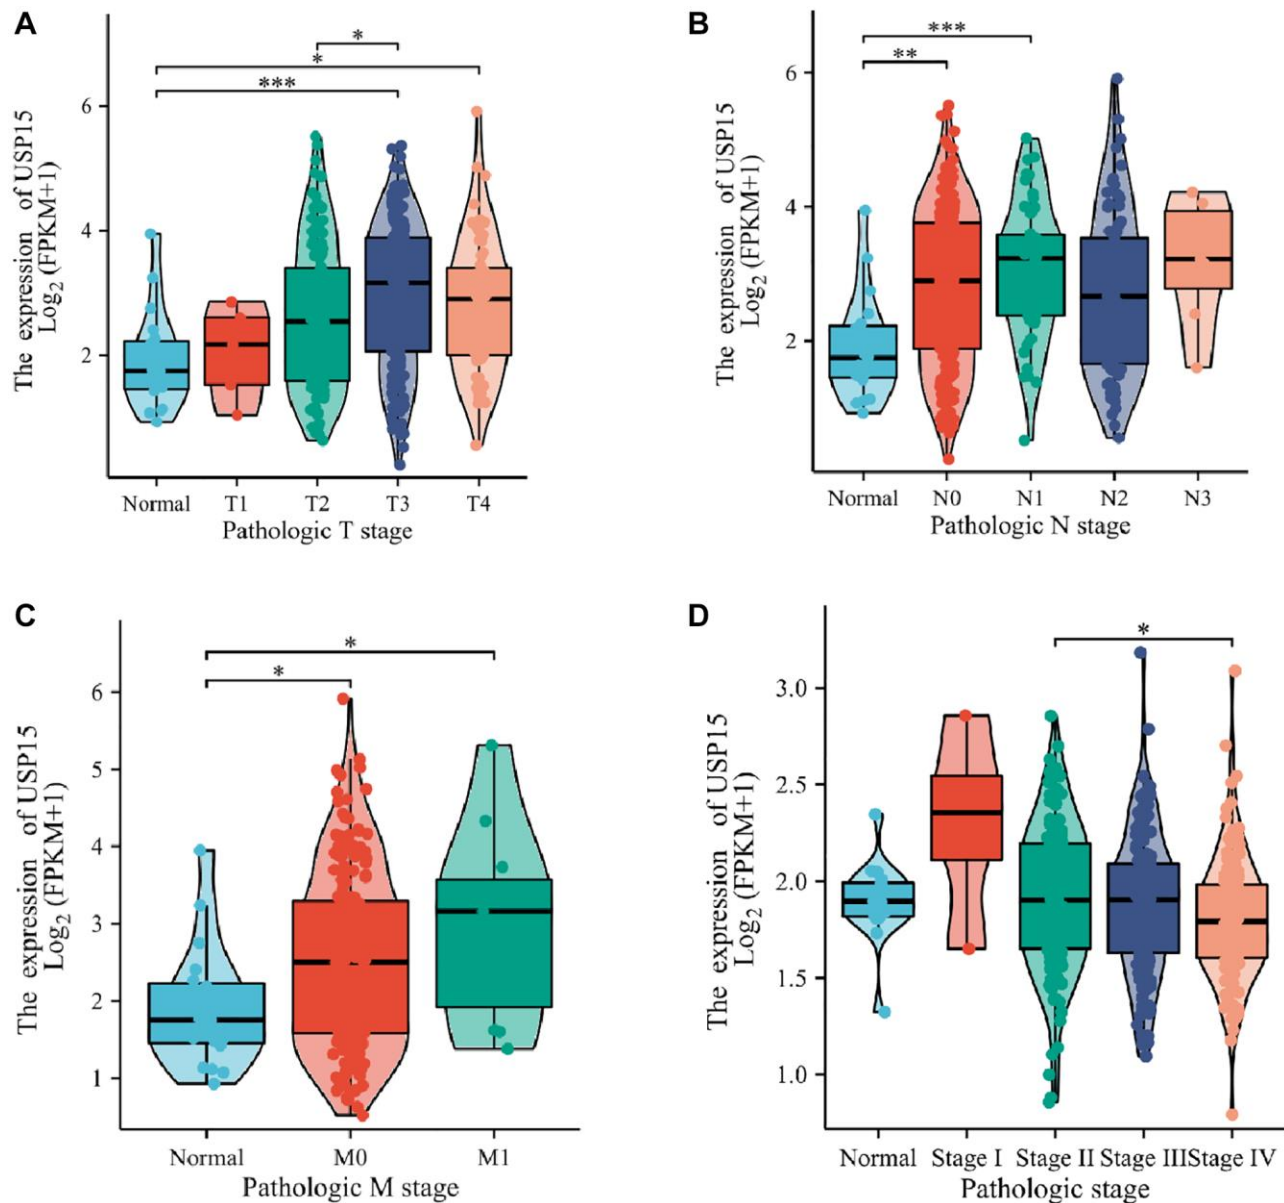 A
*
*
***
The expression of USP15
Log2 (FPKM+1)
6
4
2
Normal T1 T2 T3 T4
Pathologic T stage
B
***
**
The expression of USP15
Log2 (FPKM+1)
6
4
2
Normal N0 N1 N2 N3
Pathologic N stage
C
*
*
The expression of USP15
Log2 (FPKM+1)
6
5
4
3
2
1
Normal M0 M1
Pathologic M stage
D
*
The expression of USP15
Log2 (FPKM+1)
3.0
2.5
2.0
1.5
1.0
Normal Stage I Stage II Stage III Stage IV
Pathologic stage